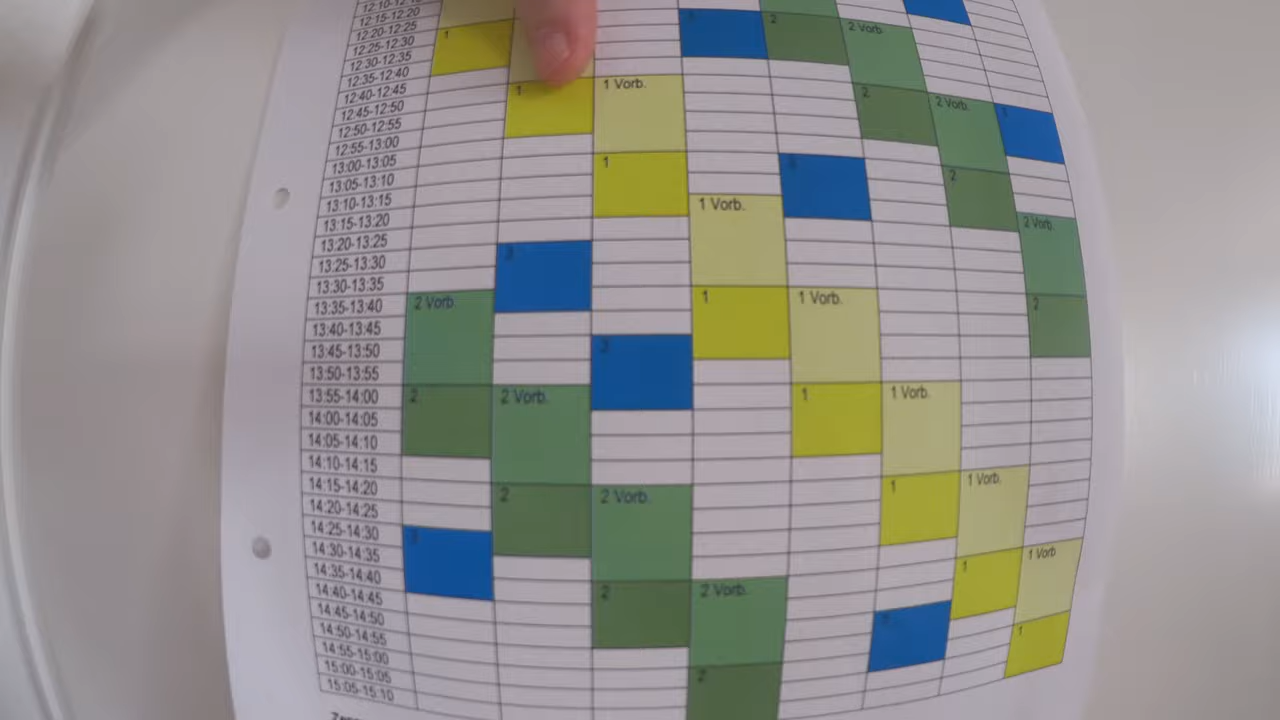 12:10-12:15
12:15-12:20
12:20-12:25 2 2 Vorb.
12:25-12:30 1
12:30-12:35
12:35-12:40 1 Vorb.
12:40-12:45 1 2 2 Vorb.
12:45-12:50
12:50-12:55
12:55-13:00
13:00-13:05 1 2
13:05-13:10
13:10-13:15 1 Vorb.
13:15-13:20 2 Vorb.
13:20-13:25
13:25-13:30
13:30-13:35
13:35-13:40 2 Vorb. 1 1 Vorb. 2
13:40-13:45
13:45-13:50
13:50-13:55
13:55-14:00 2 2 Vorb. 1 1 Vorb.
14:00-14:05
14:05-14:10
14:10-14:15
14:15-14:20 2 2 Vorb. 1 1 Vorb.
14:20-14:25
14:25-14:30
14:30-14:35
14:35-14:40 2 2 Vorb. 1 1 Vorb
14:40-14:45
14:45-14:50
14:50-14:55
14:55-15:00 2 1
15:00-15:05
15:05-15:10